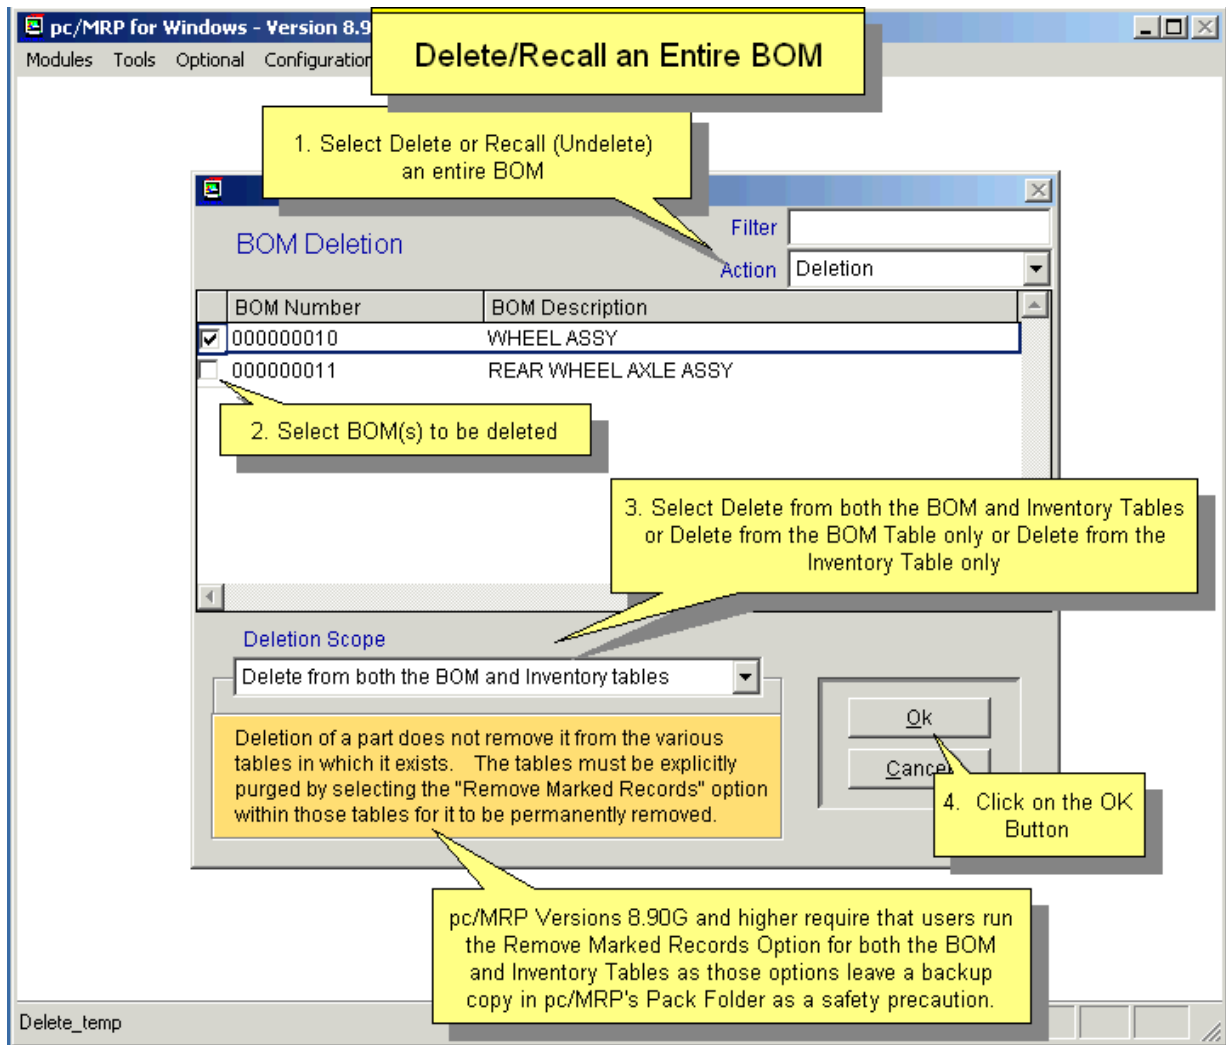 pc/MRP for Windows - Version 8.9
Delete/Recall an Entire BOM
Modules Tools Optional Configuration
1. Select Delete or Recall (Undelete)
an entire BOM
BOM Deletion
Filter
Action Deletion
BOM Number BOM Description
000000010 WHEEL ASSY
000000011 REAR WHEEL AXLE ASSY
2. Select BOM(s) to be deleted
3. Select Delete from both the BOM and Inventory Tables
or Delete from the BOM Table only or Delete from the
Inventory Table only
Deletion Scope
Delete from both the BOM and Inventory tables
Deletion of a part does not remove it from the various
tables in which it exists. The tables must be explicitly
purged by selecting the "Remove Marked Records" option
within those tables for it to be permanently removed.
Ok
Cancel
4. Click on the OK
Button
pc/MRP Versions 8.90G and higher require that users run
the Remove Marked Records Option for both the BOM
and Inventory Tables as those options leave a backup
copy in pc/MRP's Pack Folder as a safety precaution.
Delete_temp